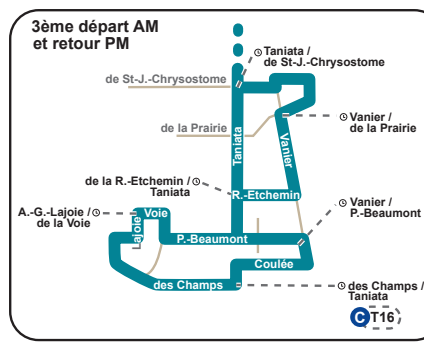 3ème départ AM
et retour PM
Taniata /
de St-J.-Chrysostome
de St-J.-Chrysostome
Vanier /
de la Prairie
de la Prairie
Taniata
Vanier
de la R.-Etchemin /
Taniata
R.-Etchemin
Vanier /
P.-Beaumont
A.-G.-Lajoie /
de la Voie
Voie
Lajoie
P.-Beaumont
Coulée
des Champs
des Champs /
Taniata
C T16